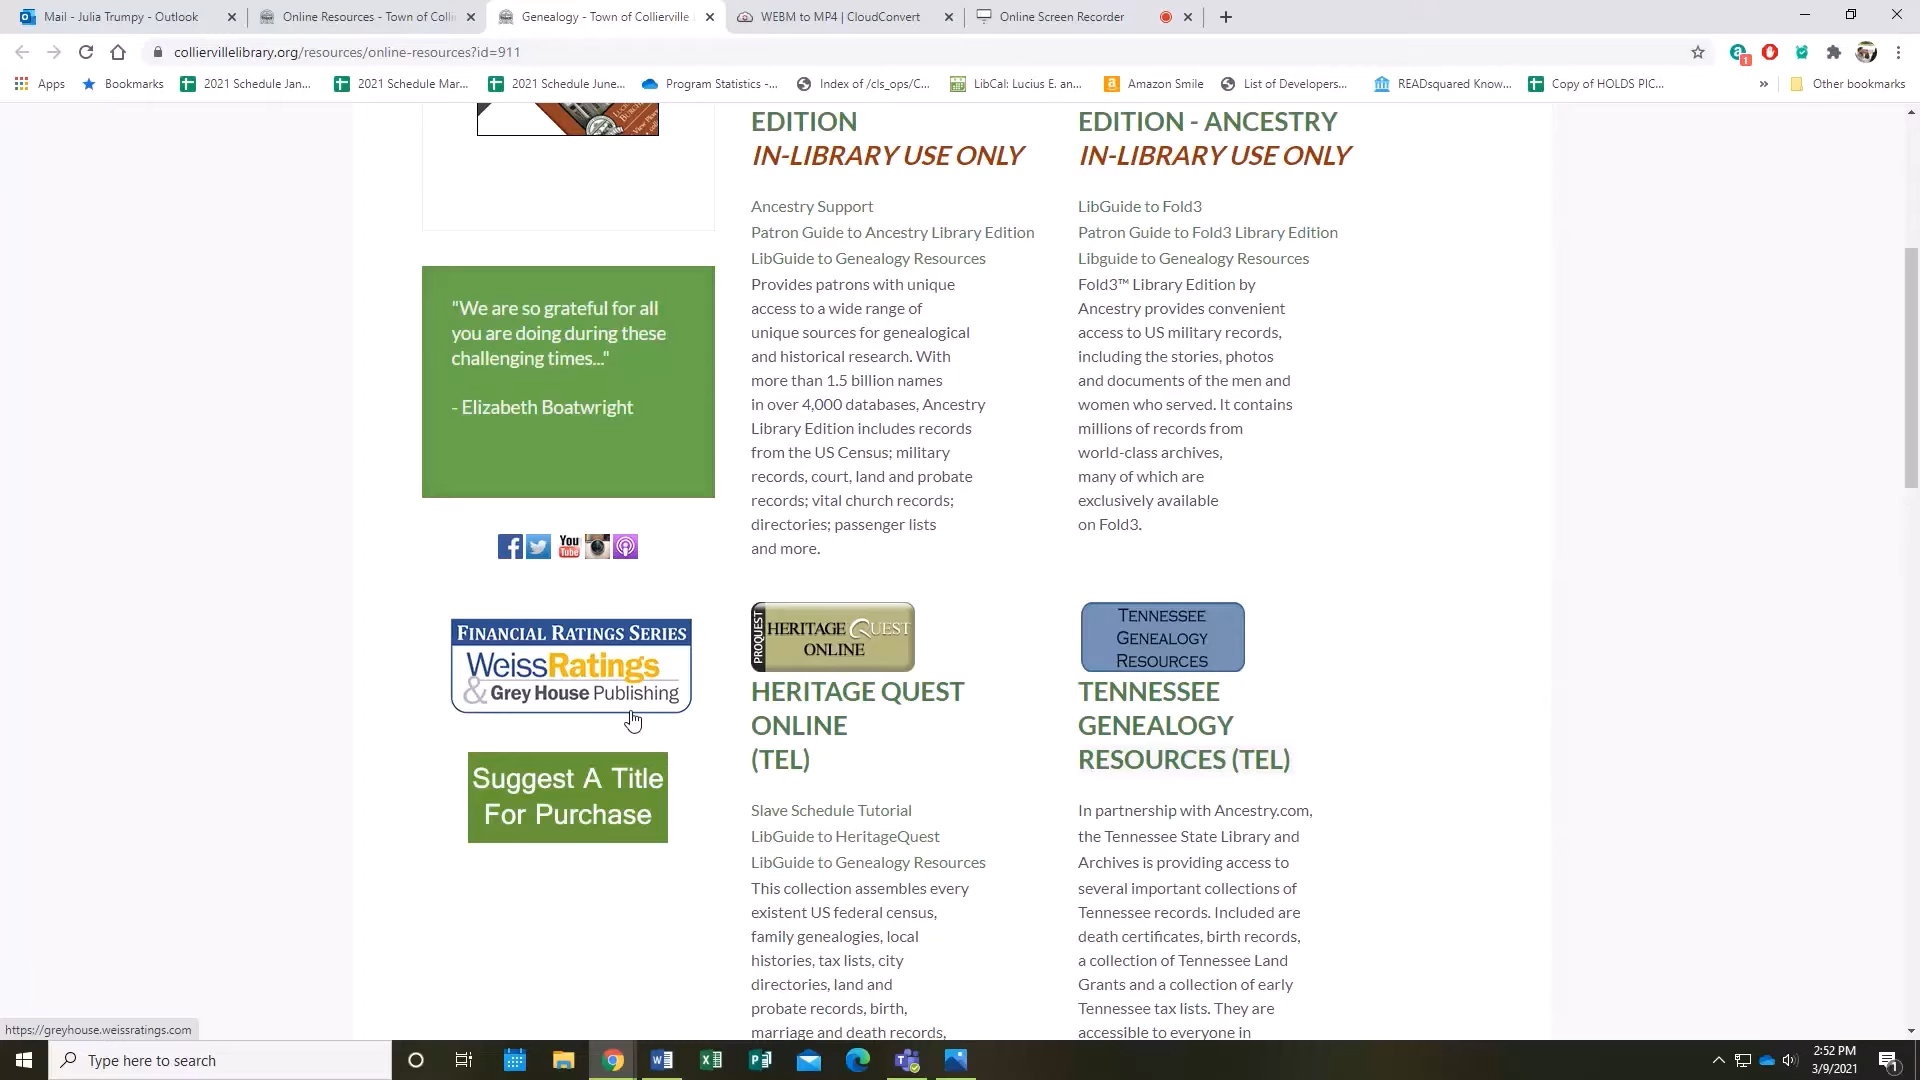 Mail - Julia Trumpy - Outlook
Online Resources - Town of Collie
Genealogy - Town of Collierville
WEBM to MP4 | CloudConvert
Online Screen Recorder
colliervillelibrary.org/resources/online-resources?id=911
Apps
Bookmarks
2021 Schedule Jan...
2021 Schedule Mar...
2021 Schedule June...
Program Statistics -...
Index of /cls_ops/C...
LibCal: Lucius E. an...
Amazon Smile
List of Developers...
READsquared Know...
Copy of HOLDS PIC...
»
Other bookmarks
"We are so grateful for all
you are doing during these
challenging times..."
- Elizabeth Boatwright
You
Tube
FINANCIAL RATINGS SERIES
WeissRatings
& Grey House Publishing
Suggest A Title
For Purchase
EDITION
IN-LIBRARY USE ONLY
Ancestry Support
Patron Guide to Ancestry Library Edition
LibGuide to Genealogy Resources
Provides patrons with unique
access to a wide range of
unique sources for genealogical
and historical research. With
more than 1.5 billion names
in over 4,000 databases, Ancestry
Library Edition includes records
from the US Census; military
records, court, land and probate
records; vital church records;
directories; passenger lists
and more.
EDITION - ANCESTRY
IN-LIBRARY USE ONLY
LibGuide to Fold3
Patron Guide to Fold3 Library Edition
Libguide to Genealogy Resources
Fold3™ Library Edition by
Ancestry provides convenient
access to US military records,
including the stories, photos
and documents of the men and
women who served. It contains
millions of records from
world-class archives,
many of which are
exclusively available
on Fold3.
PROQUEST
HERITAGE QUEST
ONLINE
HERITAGE QUEST
ONLINE
(TEL)
Slave Schedule Tutorial
LibGuide to HeritageQuest
LibGuide to Genealogy Resources
This collection assembles every
existent US federal census,
family genealogies, local
histories, tax lists, city
directories, land and
probate records, birth,
marriage and death records,
TENNESSEE
GENEALOGY
RESOURCES
TENNESSEE
GENEALOGY
RESOURCES (TEL)
In partnership with Ancestry.com,
the Tennessee State Library and
Archives is providing access to
several important collections of
Tennessee records. Included are
death certificates, birth records,
a collection of Tennessee Land
Grants and a collection of early
Tennessee tax lists. They are
accessible to everyone in
https://greyhouse.weissratings.com
Type here to search
2:52 PM
3/9/2021